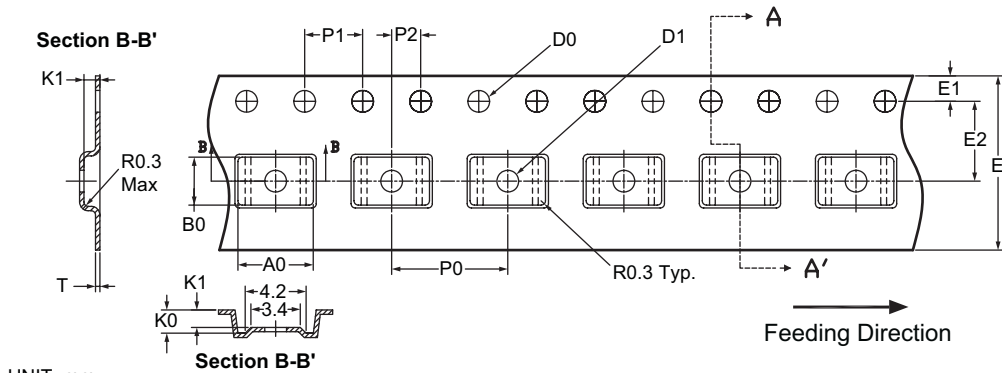 Section B-B'
K1
R0.3
Max
T
P1
P2
D0
D1
A
E1
E2
E
B
B
B0
A0
P0
R0.3 Typ.
A'
K1
K0
4.2
3.4
Section B-B'
Feeding Direction